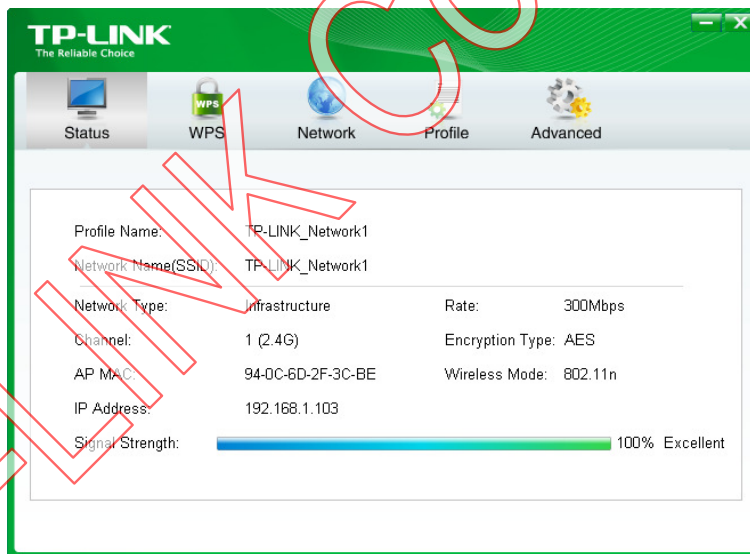 TP-LINK
The Reliable Choice
WPS
Status WPS Network Profile Advanced
Profile Name: TP-LINK_Network1
Network Name(SSID): TP-LINK_Network1
Network Type: Infrastructure Rate: 300Mbps
Channel: 1 (2.4G) Encryption Type: AES
AP MAC: 94-0C-6D-2F-3C-BE Wireless Mode: 802.11n
IP Address: 192.168.1.103
Signal Strength: 100% Excellent
LINK CO